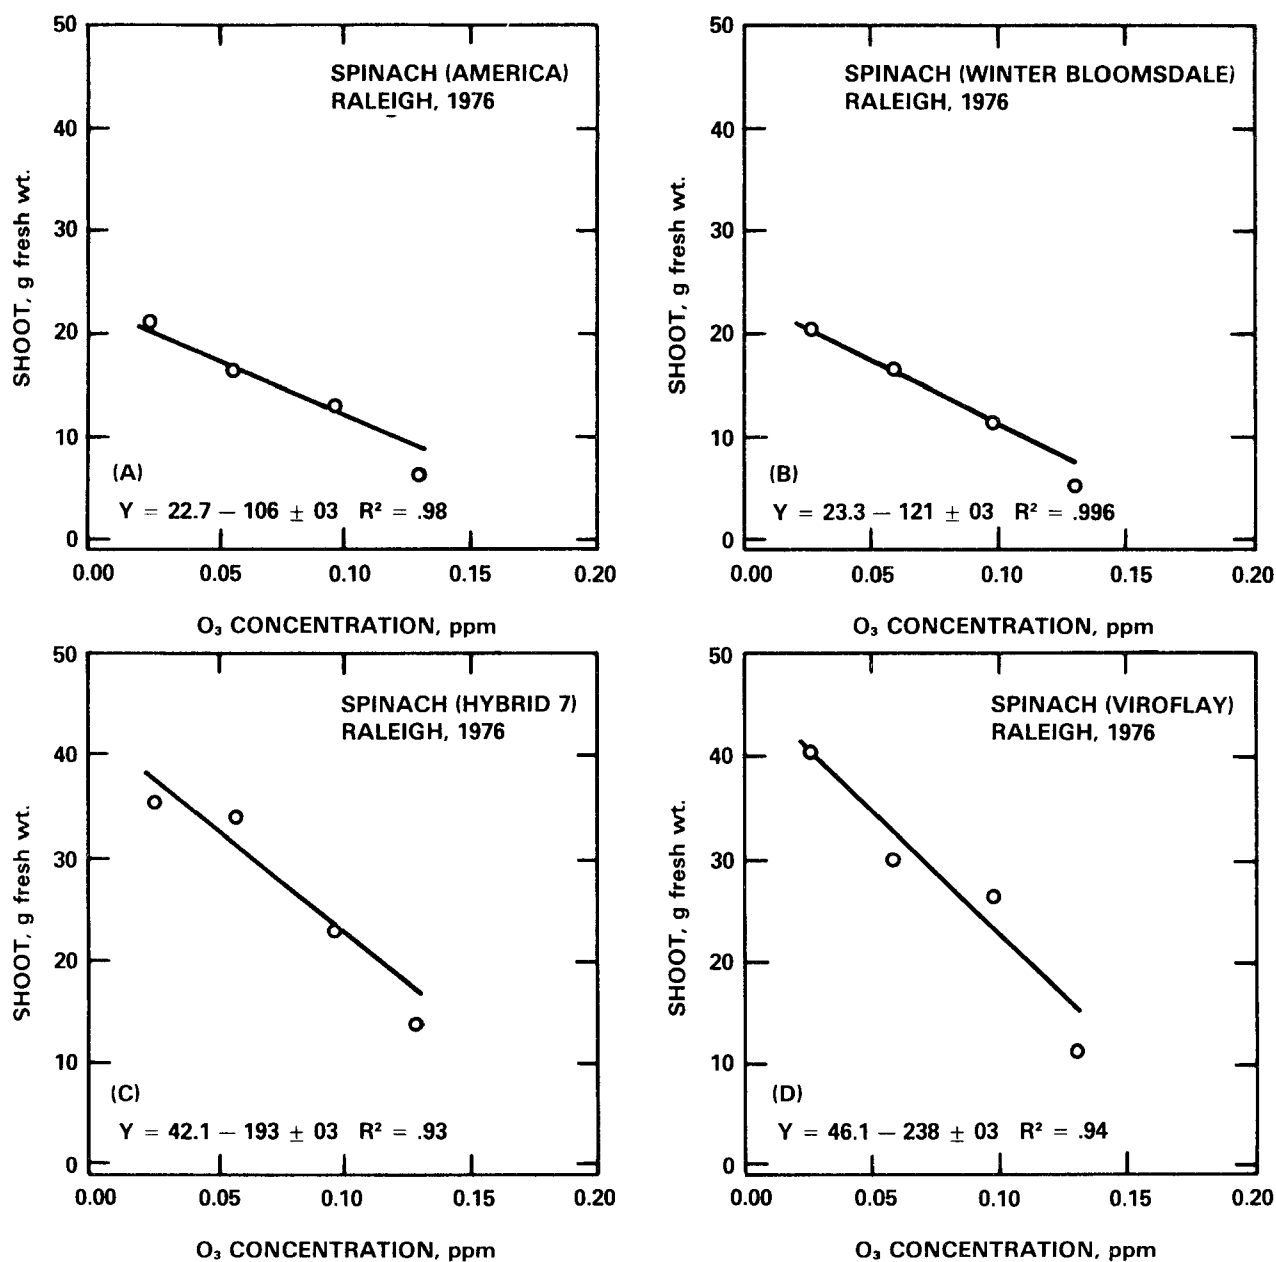 50
SPINACH (AMERICA)
RALEIGH, 1976
40
30
20
10
0
SHOOT, g fresh wt.
(A)
Y = 22.7 — 106 ± 03 R² = .98
0.00 0.05 0.10 0.15 0.20
O₃ CONCENTRATION, ppm
50
SPINACH (WINTER BLOOMSDALE)
RALEIGH, 1976
40
30
20
10
0
SHOOT, g fresh wt.
(B)
Y = 23.3 — 121 ± 03 R² = .996
0.00 0.05 0.10 0.15 0.20
O₃ CONCENTRATION, ppm
50
SPINACH (HYBRID 7)
RALEIGH, 1976
40
30
20
10
0
SHOOT, g fresh wt.
(C)
Y = 42.1 — 193 ± 03 R² = .93
0.00 0.05 0.10 0.15 0.20
O₃ CONCENTRATION, ppm
50
SPINACH (VIROFLAY)
RALEIGH, 1976
40
30
20
10
0
SHOOT, g fresh wt.
(D)
Y = 46.1 — 238 ± 03 R² = .94
0.00 0.05 0.10 0.15 0.20
O₃ CONCENTRATION, ppm